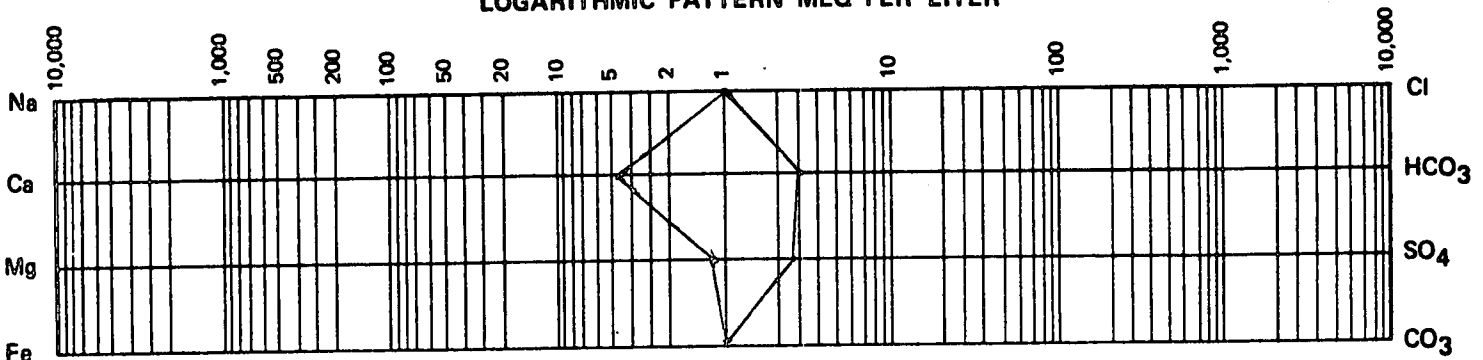 LOGARITHMIC PATTERN MEQ PER LITER
10,000 1,000 500 200 100 50 20 10 5 2 1 10 100 1,000 10,000
Na Cl
Ca HCO3
Mg SO4
Fe CO3